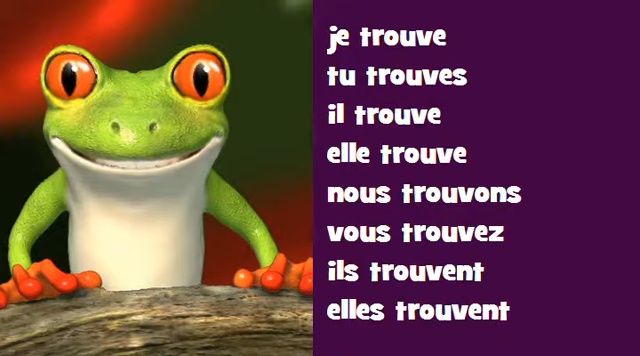 je trouve
tu trouves
il trouve
elle trouve
nous trouvons
vous trouvez
ils trouvent
elles trouvent